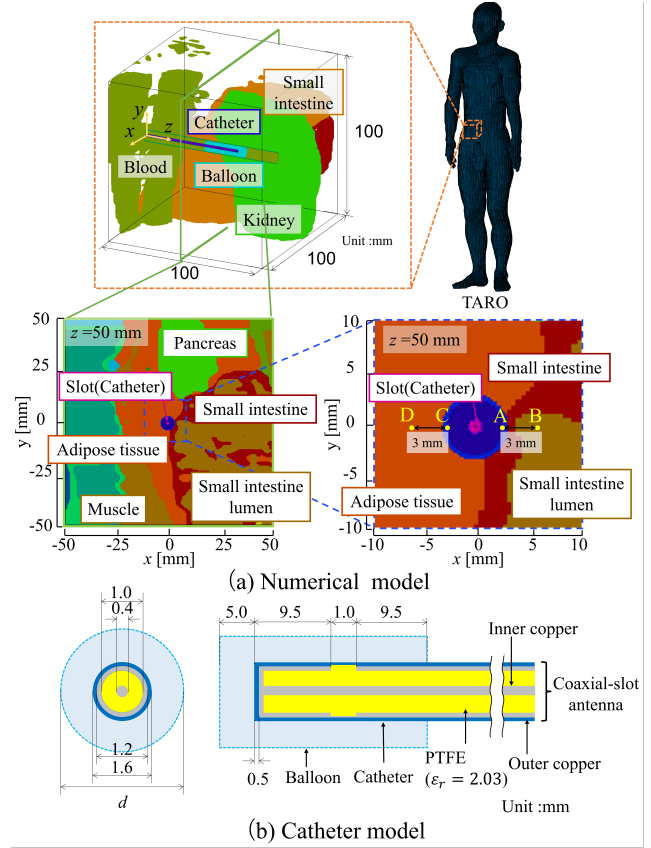 Small
intestine
100
y
Catheter
x
z
Blood
Balloon
Kidney
Unit :mm
100
100
TARO
50
z =50 mm
Pancreas
25
Slot(Catheter)
Small intestine
y [mm]
0
Adipose tissue
-25
Small intestine
lumen
Muscle
-50
-50
-25
0
25
50
x [mm]
10
z =50 mm
Small intestine
5
Slot(Catheter)
D
C
A
B
y [mm]
0
3 mm
3 mm
-5
Small intestine
lumen
Adipose tissue
-10
-10
-5
0
5
10
x [mm]
(a) Numerical model
1.0
0.4
1.2
1.6
d
5.0
9.5
1.0
9.5
Inner copper
Coaxial-slot
antenna
0.5
Balloon
Catheter
PTFE
(εr = 2.03)
Outer copper
Unit :mm
(b) Catheter model